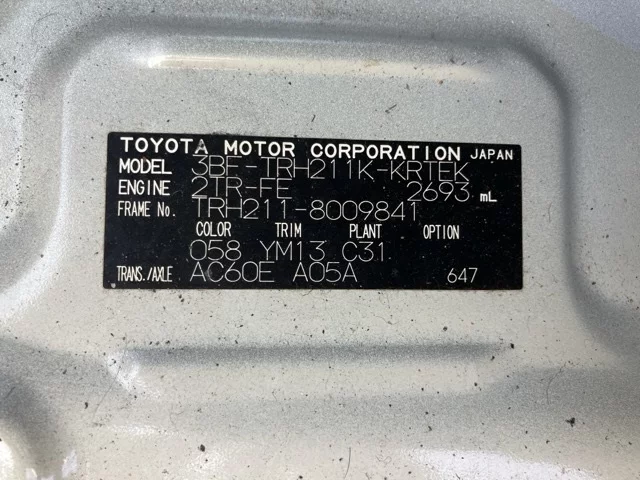 TOYOTA MOTOR CORPORATION JAPAN
MODEL 3BF-TRH211K-KRTEK
ENGINE 2TR-FE 2693 mL
FRAME No. TRH211-8009841
COLOR TRIM PLANT OPTION
058 YM13 C31
TRANS./AXLE AC60E A05A 647